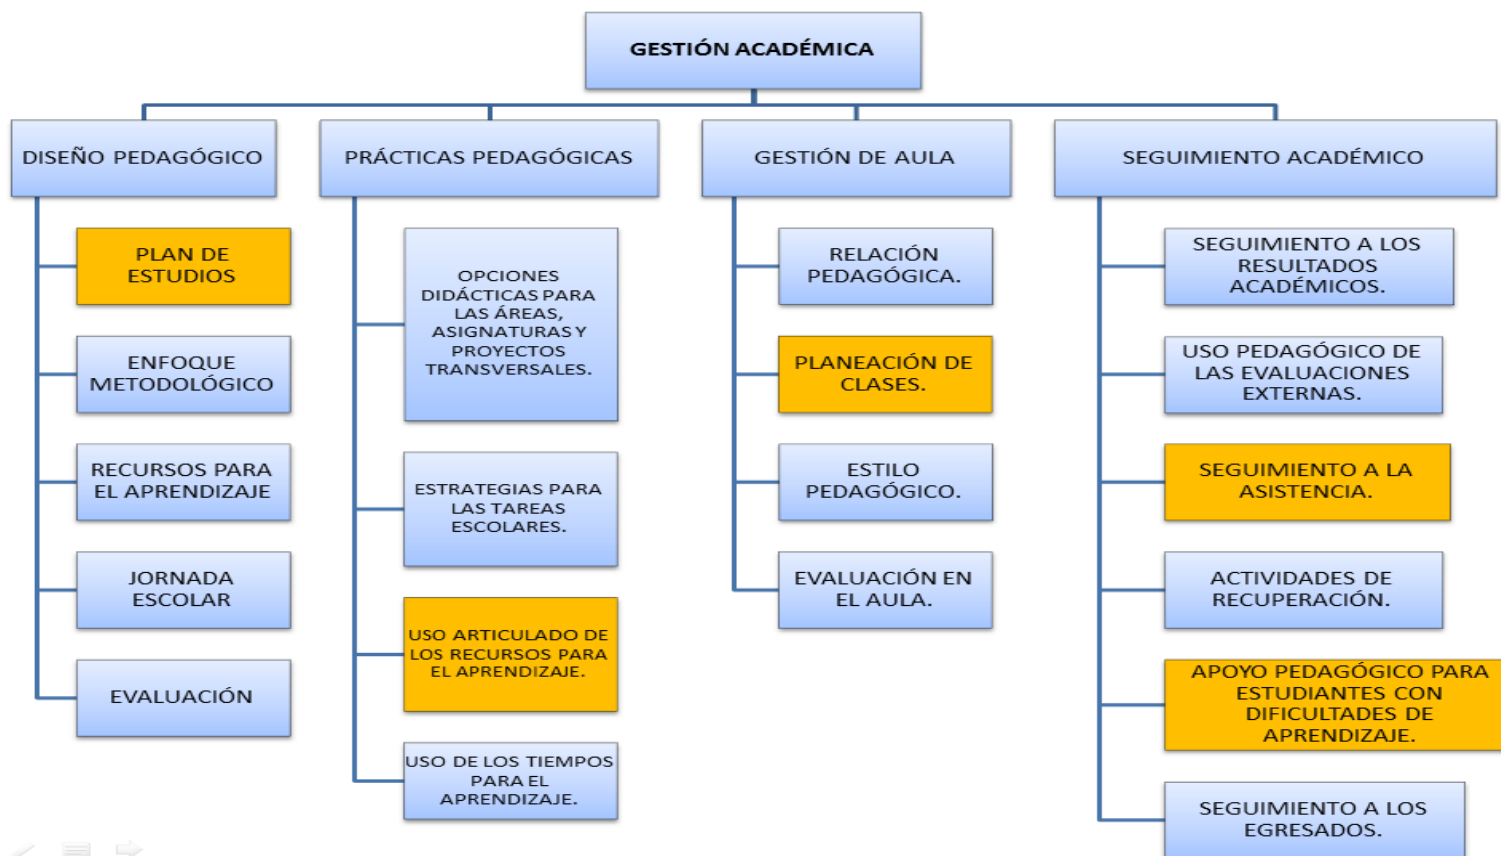 GESTIÓN ACADÉMICA
DISEÑO PEDAGÓGICO
PLAN DE
ESTUDIOS
ENFOQUE
METODOLÓGICO
RECURSOS PARA
EL APRENDIZAJE
JORNADA
ESCOLAR
EVALUACIÓN
PRÁCTICAS PEDAGÓGICAS
OPCIONES
DIDÁCTICAS PARA
LAS ÁREAS,
ASIGNATURAS Y
PROYECTOS
TRANSVERSALES.
ESTRATEGIAS PARA
LAS TAREAS
ESCOLARES.
USO ARTICULADO DE
LOS RECURSOS PARA
EL APRENDIZAJE.
USO DE LOS TIEMPOS
PARA EL
APRENDIZAJE.
GESTIÓN DE AULA
RELACIÓN
PEDAGÓGICA.
PLANEACIÓN DE
CLASES.
ESTILO
PEDAGÓGICO.
EVALUACIÓN EN
EL AULA.
SEGUIMIENTO ACADÉMICO
SEGUIMIENTO A LOS
RESULTADOS
ACADÉMICOS.
USO PEDAGÓGICO DE
LAS EVALUACIONES
EXTERNAS.
SEGUIMIENTO A LA
ASISTENCIA.
ACTIVIDADES DE
RECUPERACIÓN.
APOYO PEDAGÓGICO PARA
ESTUDIANTES CON
DIFICULTADES DE
APRENDIZAJE.
SEGUIMIENTO A LOS
EGRESADOS.